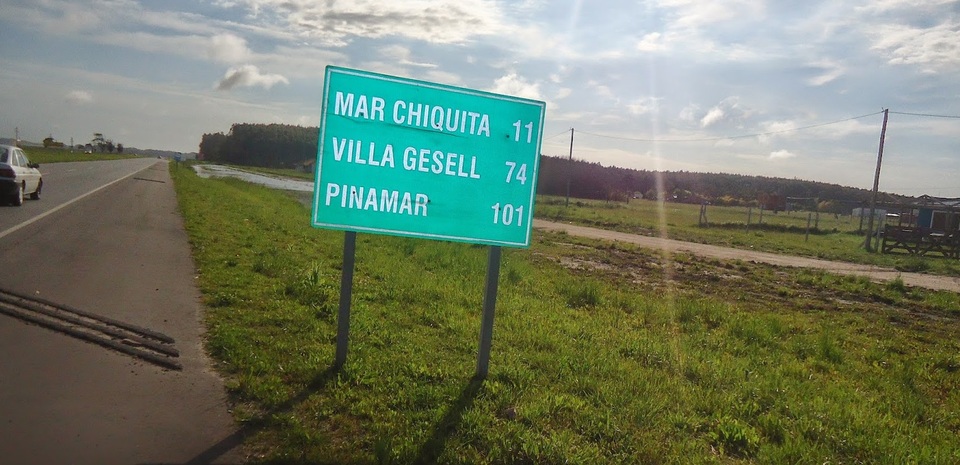 MAR CHIQUITA 11
VILLA GESELL 74
PINAMAR 101